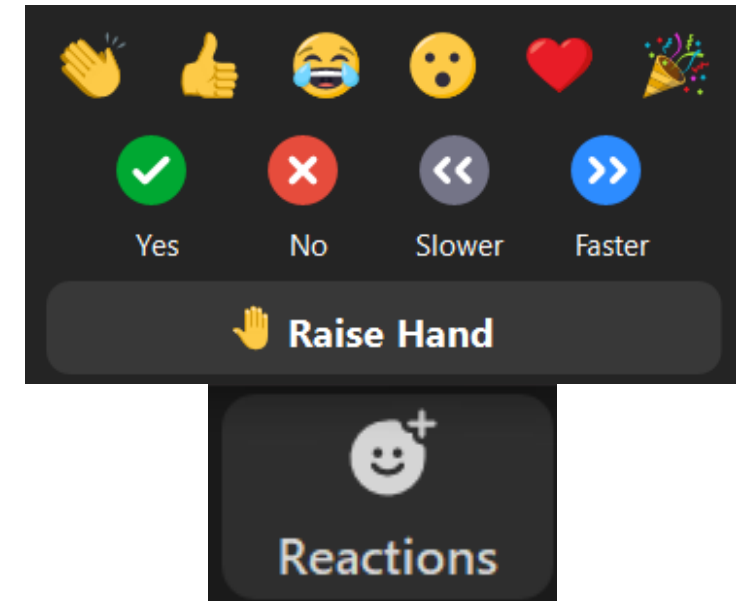 Yes No Slower Faster
Raise Hand
Reactions